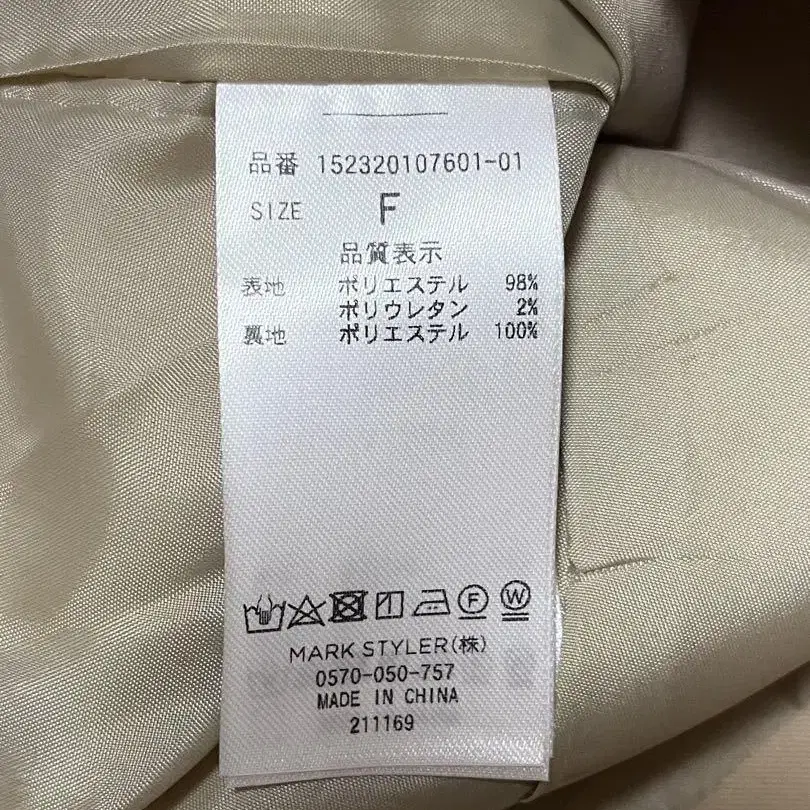 品番 152320107601-01
SIZE F
品質表示
表地 ポリエステル 98%
ポリウレタン 2%
裏地 ポリエステル 100%
F W
MARK STYLER(株)
0570-050-757
MADE IN CHINA
211169